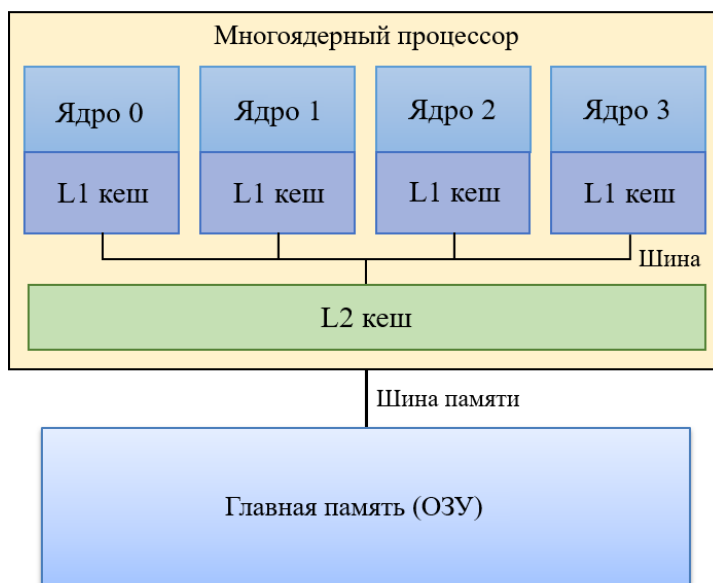 Многоядерный процессор
Ядро 0
Ядро 1
Ядро 2
Ядро 3
L1 кеш
L1 кеш
L1 кеш
L1 кеш
Шина
L2 кеш
Шина памяти
Главная память (ОЗУ)